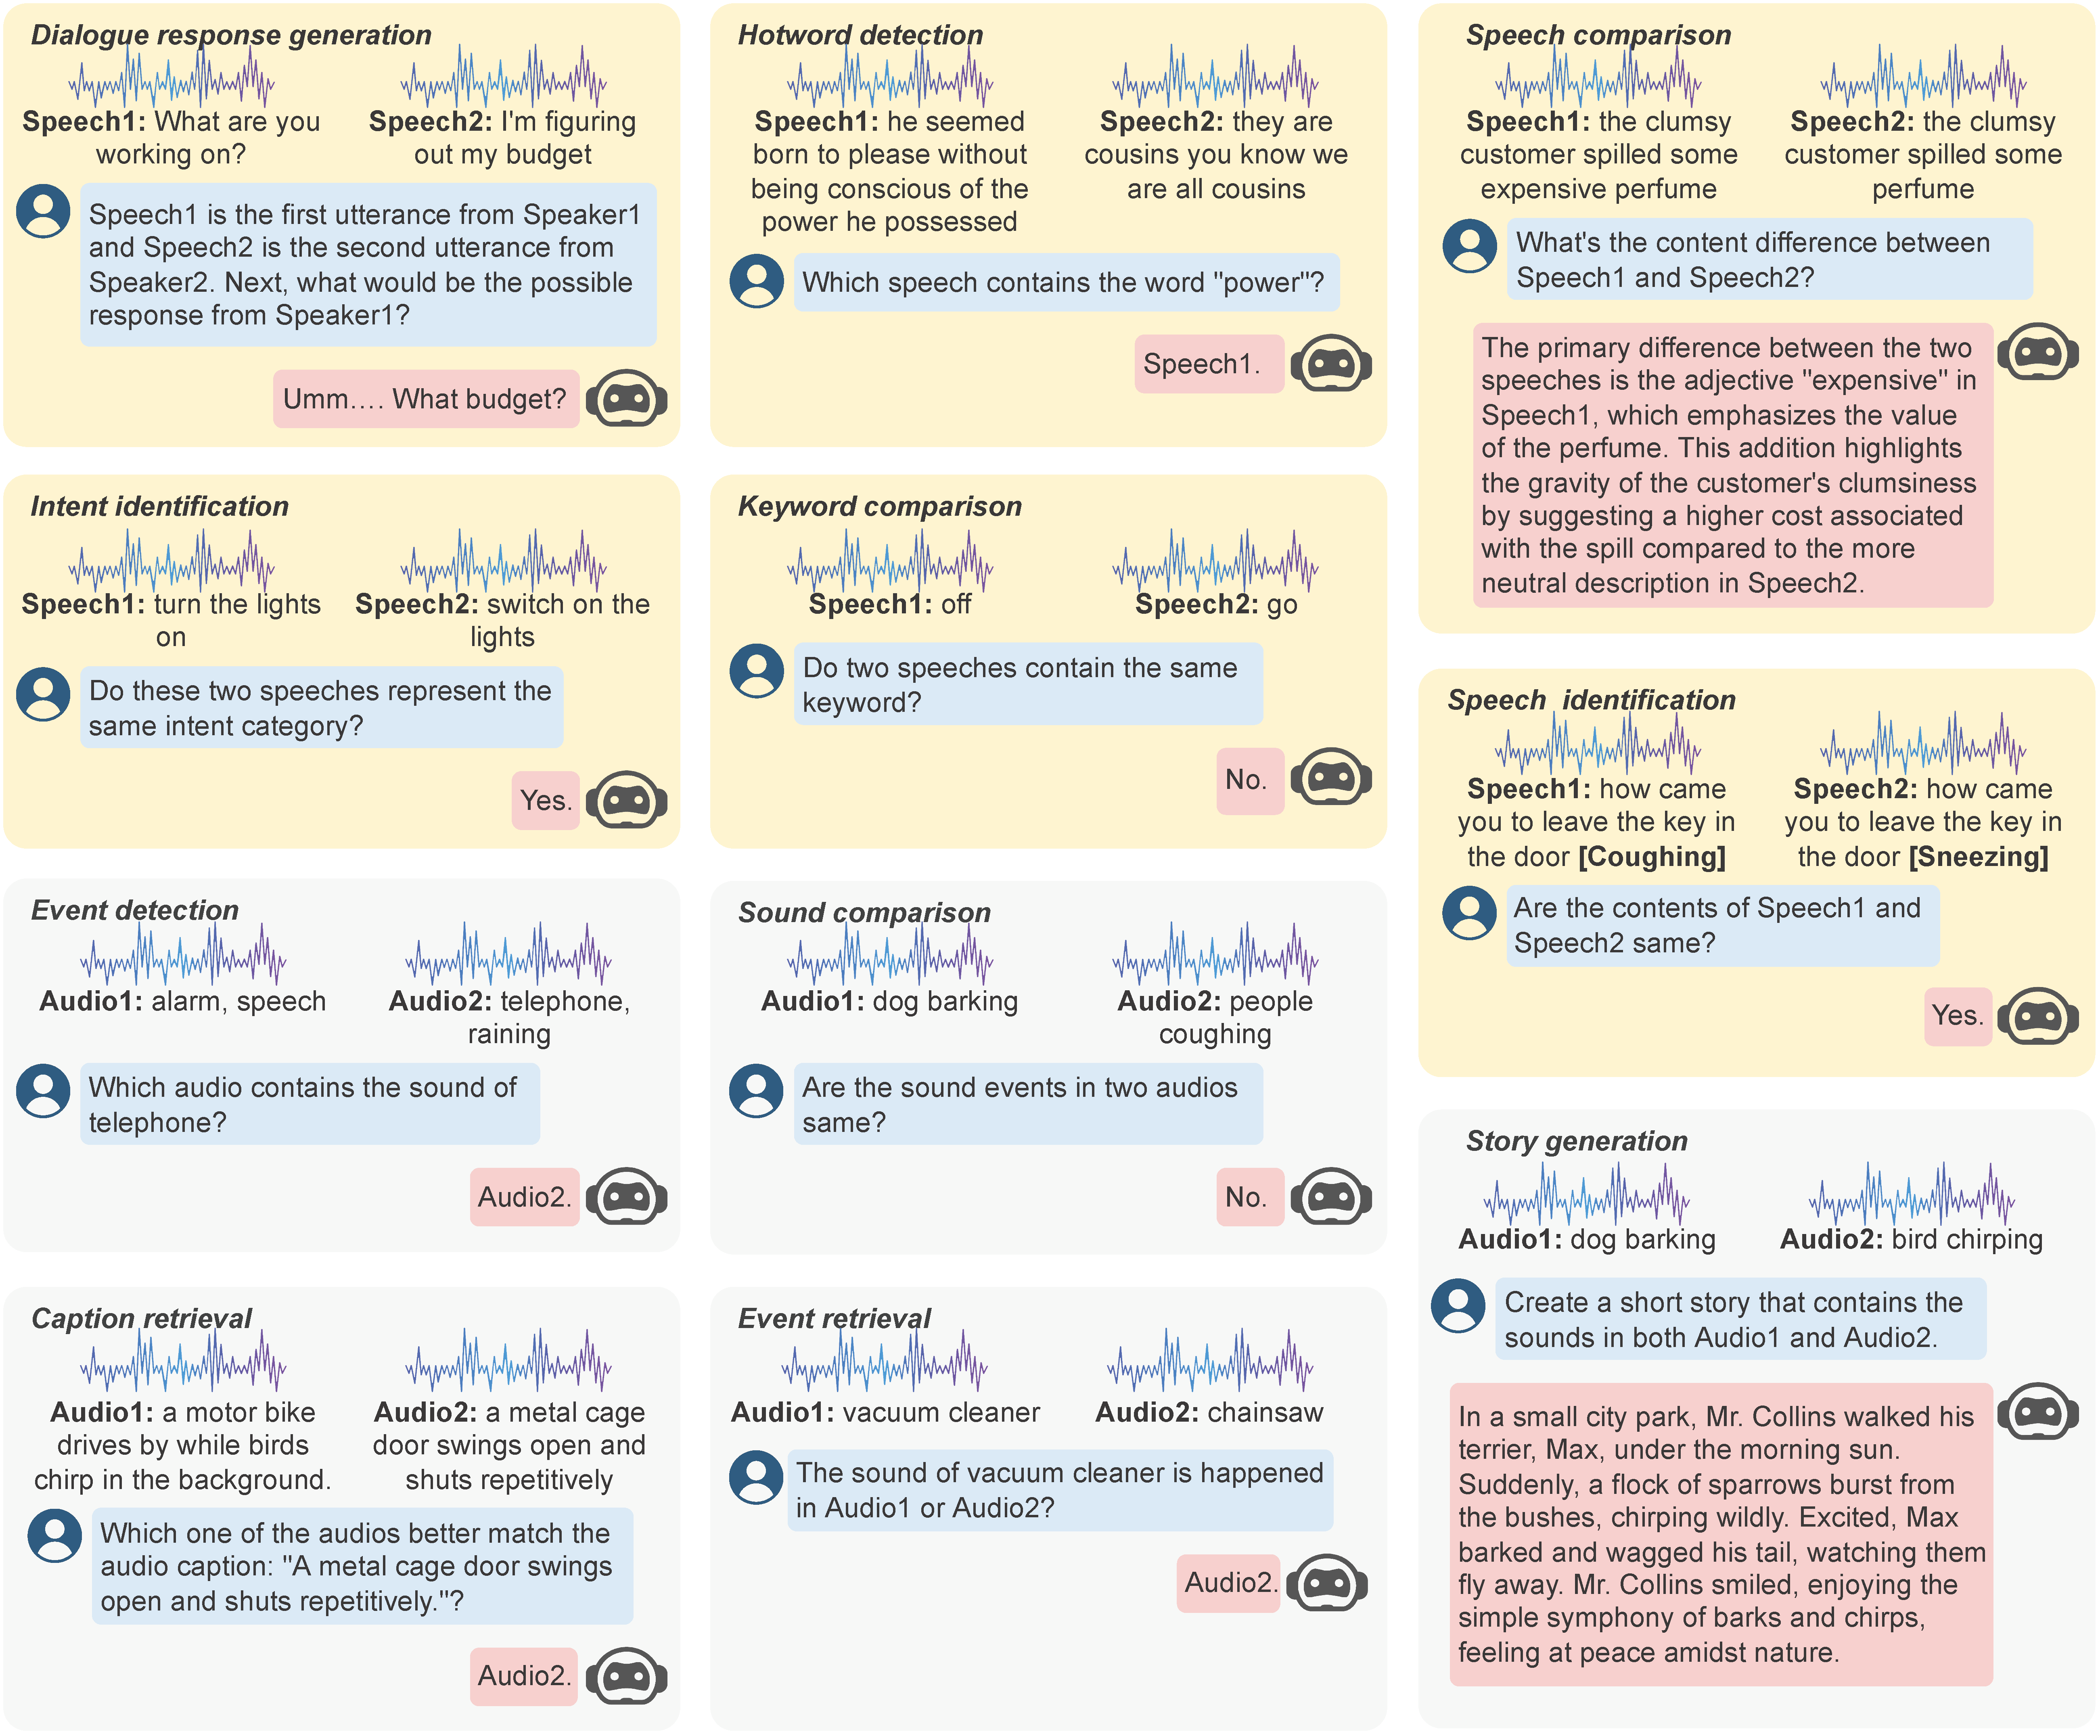 Dialogue response generation
Speech1: What are you
working on?
Speech2: I'm figuring
out my budget
Speech1 is the first utterance from Speaker1
and Speech2 is the second utterance from
Speaker2. Next, what would be the possible
response from Speaker1?
Umm…. What budget?
Intent identification
Speech1: turn the lights
on
Speech2: switch on the
lights
Do these two speeches represent the
same intent category?
Yes.
Event detection
Audio1: alarm, speech
Audio2: telephone,
raining
Which audio contains the sound of
telephone?
Audio2.
Caption retrieval
Audio1: a motor bike
drives by while birds
chirp in the background.
Audio2: a metal cage
door swings open and
shuts repetitively
Which one of the audios better match the
audio caption: "A metal cage door swings
open and shuts repetitively."?
Audio2.
Hotword detection
Speech1: he seemed
born to please without
being conscious of the
power he possessed
Speech2: they are
cousins you know we
are all cousins
Which speech contains the word "power"?
Speech1.
Keyword comparison
Speech1: off
Speech2: go
Do two speeches contain the same
keyword?
No.
Sound comparison
Audio1: dog barking
Audio2: people
coughing
Are the sound events in two audios
same?
No.
Event retrieval
Audio1: vacuum cleaner
Audio2: chainsaw
The sound of vacuum cleaner is happened
in Audio1 or Audio2?
Audio2.
Speech comparison
Speech1: the clumsy
customer spilled some
expensive perfume
Speech2: the clumsy
customer spilled some
perfume
What's the content difference between
Speech1 and Speech2?
The primary difference between the two
speeches is the adjective "expensive" in
Speech1, which emphasizes the value
of the perfume. This addition highlights
the gravity of the customer's clumsiness
by suggesting a higher cost associated
with the spill compared to the more
neutral description in Speech2.
Speech identification
Speech1: how came
you to leave the key in
the door [Coughing]
Speech2: how came
you to leave the key in
the door [Sneezing]
Are the contents of Speech1 and
Speech2 same?
Yes.
Story generation
Audio1: dog barking
Audio2: bird chirping
Create a short story that contains the
sounds in both Audio1 and Audio2.
In a small city park, Mr. Collins walked his
terrier, Max, under the morning sun.
Suddenly, a flock of sparrows burst from
the bushes, chirping wildly. Excited, Max
barked and wagged his tail, watching them
fly away. Mr. Collins smiled, enjoying the
simple symphony of barks and chirps,
feeling at peace amidst nature.